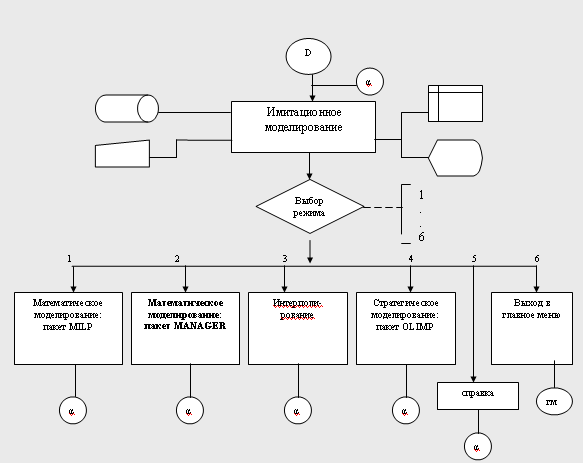 D
α
Имитационное
моделирование
Выбор
режима
1
.
.
6
1 2 3 4 5 6
Математическое
моделирование:
пакет MILP
Математическое
моделирование:
пакет MANAGER
Интерполи-
рование
Стратегическое
моделирование:
пакет OLIMP
Выход в
главное меню
справка
α
α
α
α
гм
α